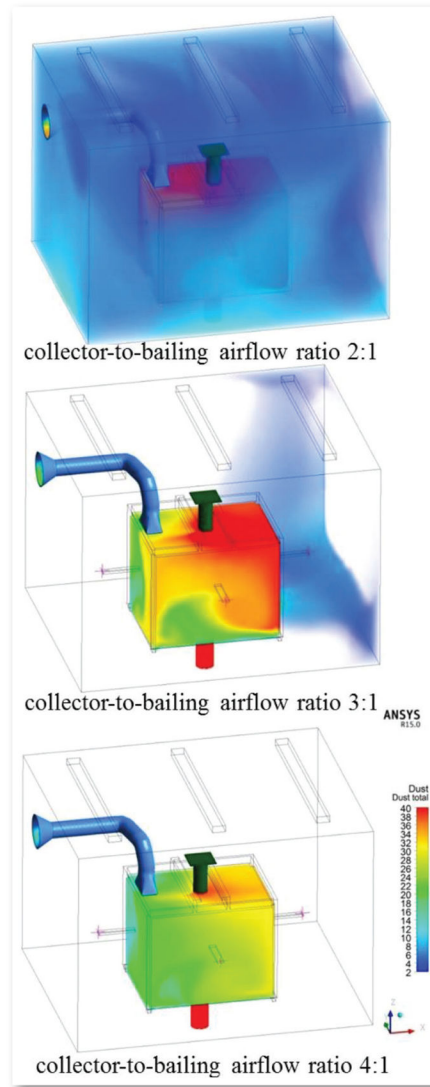 collector-to-bailing airflow ratio 2:1
collector-to-bailing airflow ratio 3:1
ANSYS
R15.0
Dust
Dust total
40
38
36
34
32
30
28
26
24
22
20
18
16
14
12
10
8
6
4
2
Z
X
collector-to-bailing airflow ratio 4:1